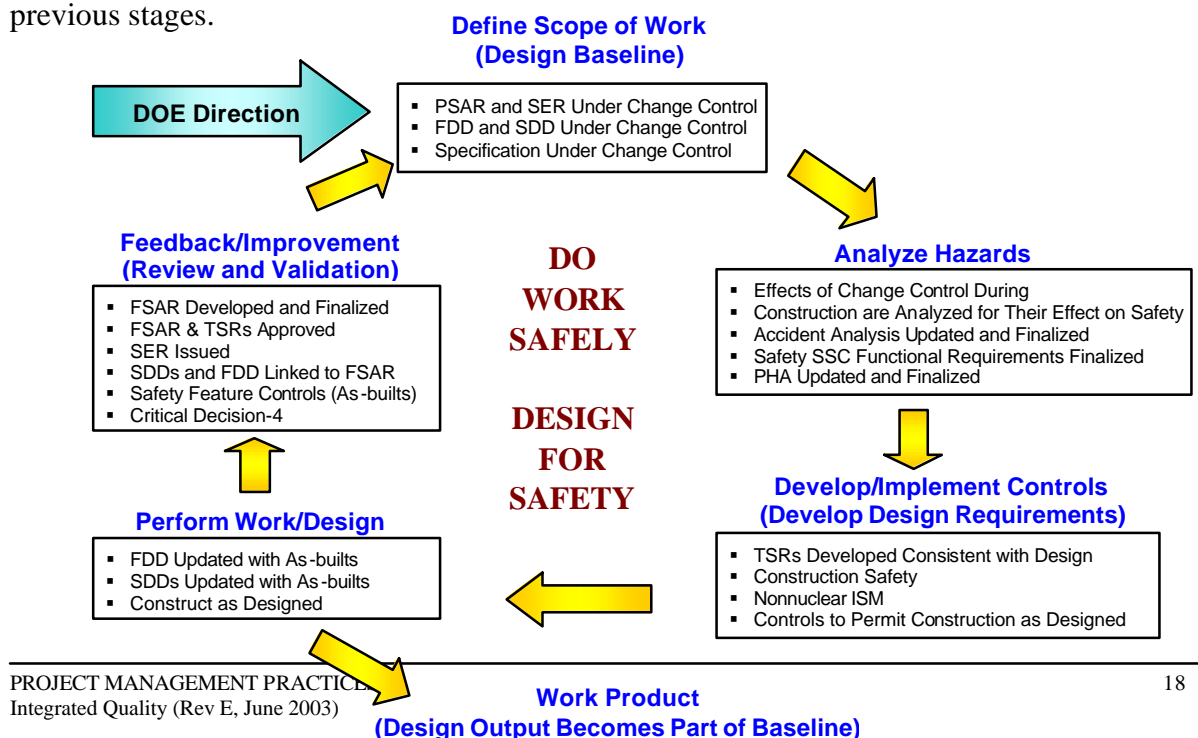 previous stages.
Define Scope of Work
(Design Baseline)
DOE Direction
▪ PSAR and SER Under Change Control
▪ FDD and SDD Under Change Control
▪ Specification Under Change Control
Feedback/Improvement
(Review and Validation)
▪ FSAR Developed and Finalized
▪ FSAR & TSRs Approved
▪ SER Issued
▪ SDDs and FDD Linked to FSAR
▪ Safety Feature Controls (As-builts)
▪ Critical Decision-4
DO
WORK
SAFELY
DESIGN
FOR
SAFETY
Analyze Hazards
▪ Effects of Change Control During
▪ Construction are Analyzed for Their Effect on Safety
▪ Accident Analysis Updated and Finalized
▪ Safety SSC Functional Requirements Finalized
▪ PHA Updated and Finalized
Develop/Implement Controls
(Develop Design Requirements)
▪ TSRs Developed Consistent with Design
▪ Construction Safety
▪ Nonnuclear ISM
▪ Controls to Permit Construction as Designed
Perform Work/Design
▪ FDD Updated with As-builts
▪ SDDs Updated with As-builts
▪ Construct as Designed
PROJECT MANAGEMENT PRACTICE
18
Integrated Quality (Rev E, June 2003)
Work Product
(Design Output Becomes Part of Baseline)